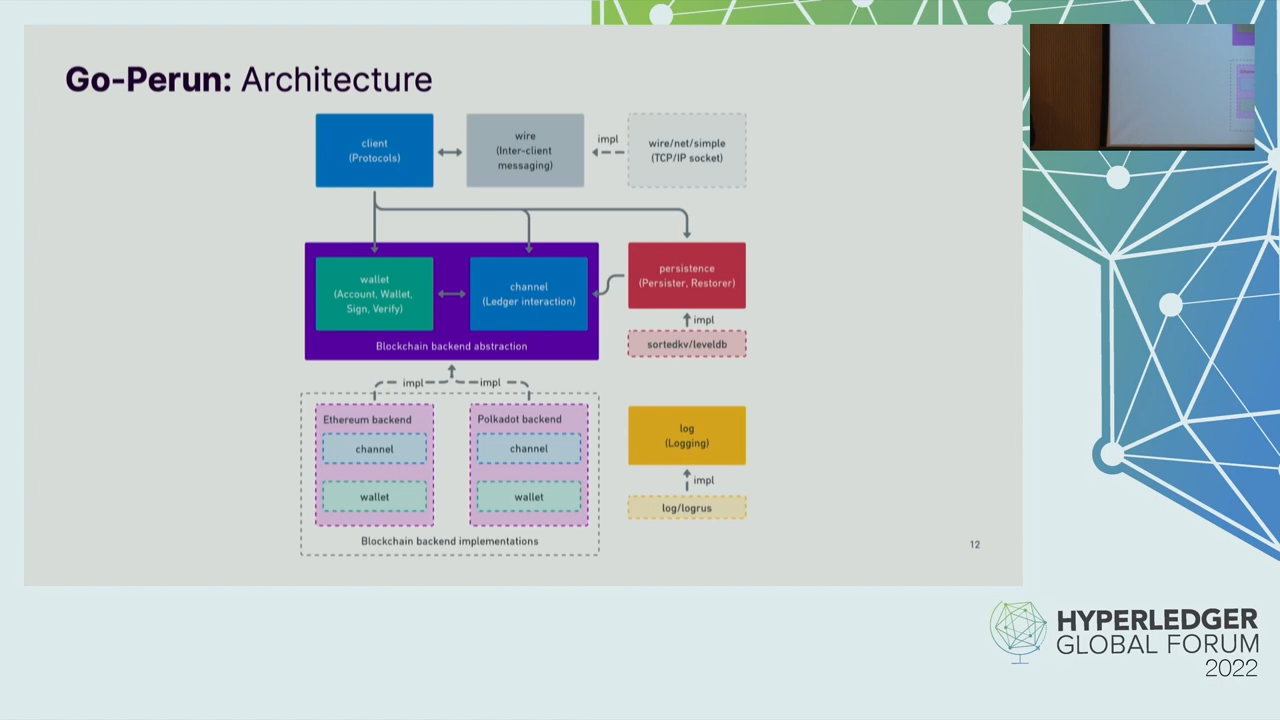 Go-Perun: Architecture
client
(Protocols)
wire
(Inter-client
messaging)
impl
wire/net/simple
(TCP/IP socket)
wallet
(Account, Wallet,
Sign, Verify)
channel
(Ledger interaction)
Blockchain backend abstraction
persistence
(Persister, Restorer)
impl
sortedkv/leveldb
impl
impl
Ethereum backend
channel
wallet
Polkadot backend
channel
wallet
Blockchain backend implementations
log
(Logging)
impl
log/logrus
12
HYPERLEDGER
GLOBAL FORUM
2022